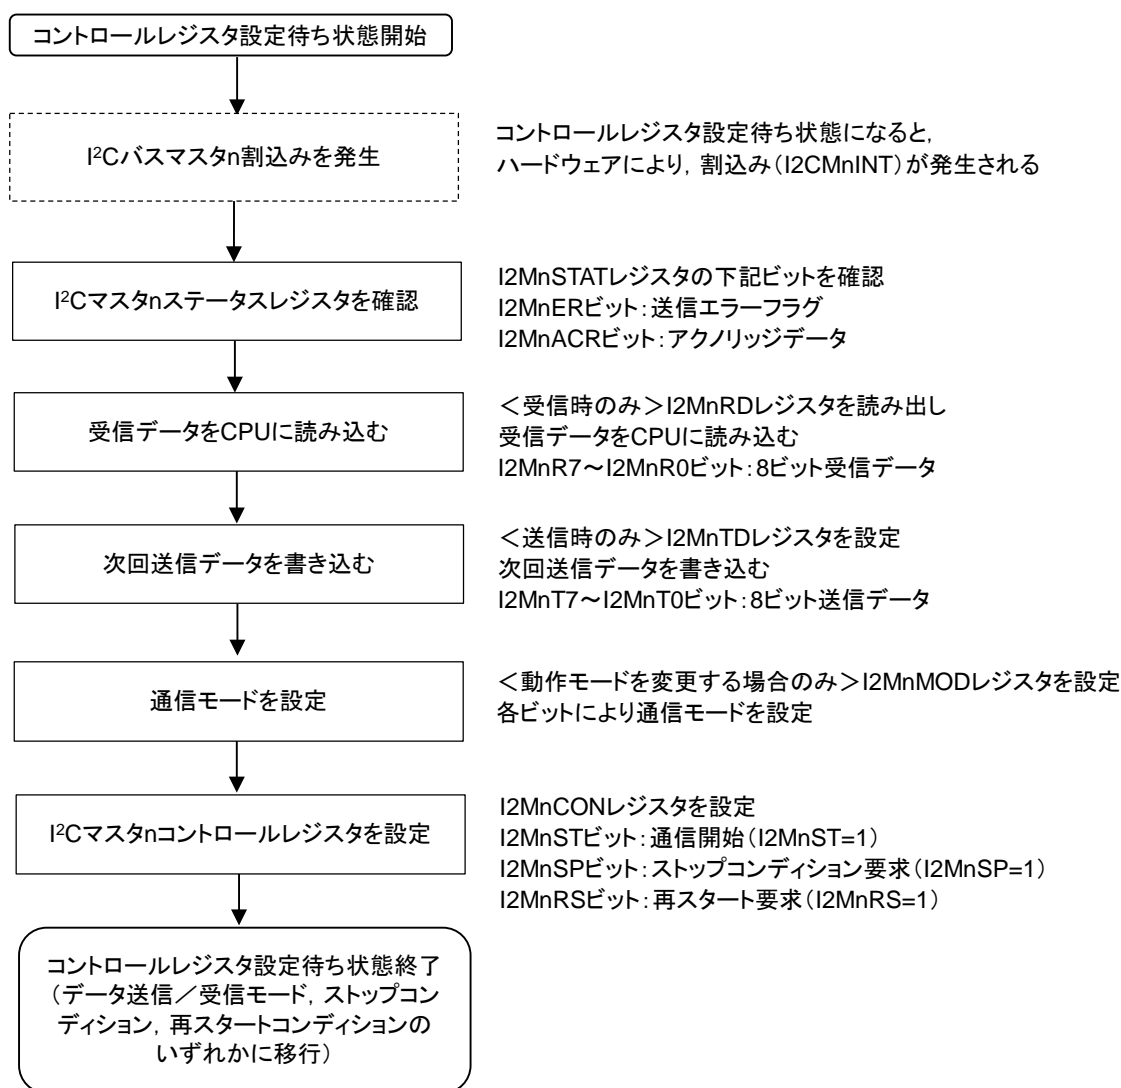 コントロールレジスタ設定待ち状態開始
I²Cバスマスタn割込みを発生
コントロールレジスタ設定待ち状態になると,
ハードウェアにより, 割込み（I2CMnINT）が発生される
I²Cマスタnステータスレジスタを確認
I2MnSTATレジスタの下記ビットを確認
I2MnERビット：送信エラーフラグ
I2MnACRビット：アクノリッジデータ
受信データをCPUに読み込む
＜受信時のみ＞I2MnRDレジスタを読み出し
受信データをCPUに読み込む
I2MnR7～I2MnR0ビット：8ビット受信データ
次回送信データを書き込む
＜送信時のみ＞I2MnTDレジスタを設定
次回送信データを書き込む
I2MnT7～I2MnT0ビット：8ビット送信データ
通信モードを設定
＜動作モードを変更する場合のみ＞I2MnMODレジスタを設定
各ビットにより通信モードを設定
I²Cマスタnコントロールレジスタを設定
I2MnCONレジスタを設定
I2MnSTビット：通信開始（I2MnST=1）
I2MnSPビット：ストップコンディション要求（I2MnSP=1）
I2MnRSビット：再スタート要求（I2MnRS=1）
コントロールレジスタ設定待ち状態終了
（データ送信／受信モード, ストップコン
ディション, 再スタートコンディションの
いずれかに移行）